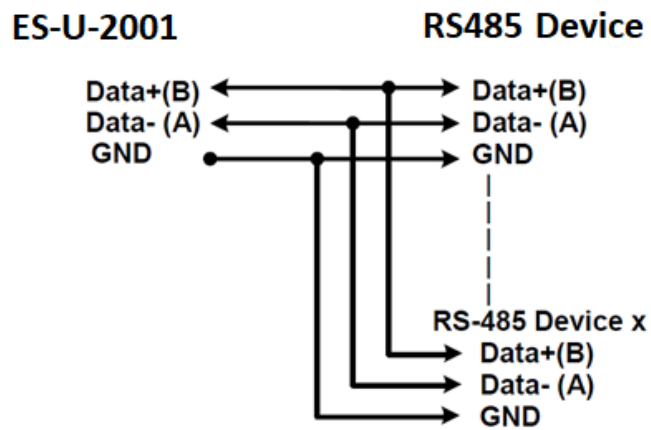 ES-U-2001 RS485 Device
Data+(B) Data+(B)
Data- (A) Data- (A)
GND GND
RS-485 Device x
Data+(B)
Data- (A)
GND